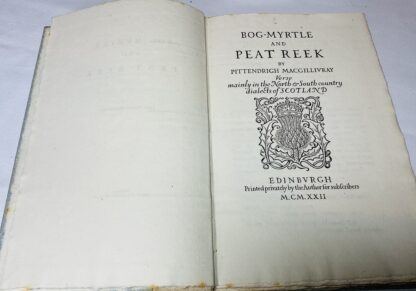 BOG-MYRTLE
AND
PEAT REEK
BY
PITTENDRIGH MACGILLIVRAY
Verse
mainly in the North & South country
dialects of SCOTLAND
EDINBVRGH
Printed privately by the Author for subscribers
M.CM.XXII